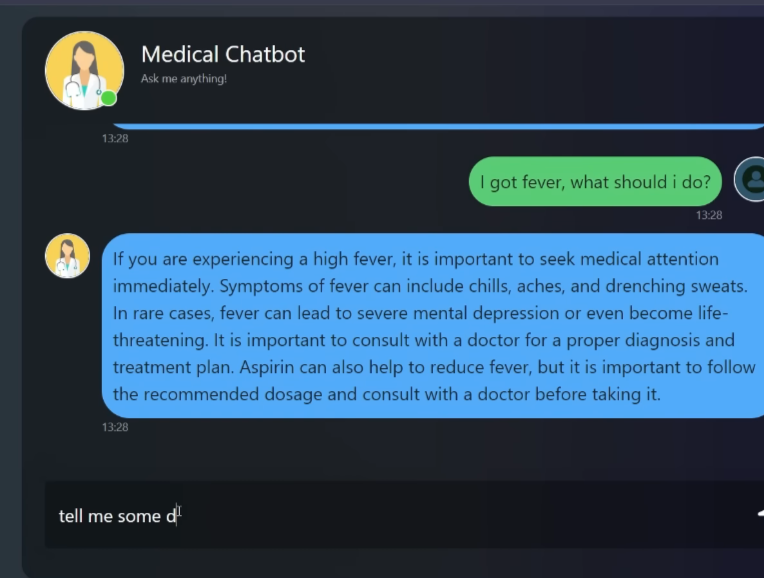 Medical Chatbot
Ask me anything!
13:28
I got fever, what should i do?
13:28
If you are experiencing a high fever, it is important to seek medical attention
immediately. Symptoms of fever can include chills, aches, and drenching sweats.
In rare cases, fever can lead to severe mental depression or even become life-
threatening. It is important to consult with a doctor for a proper diagnosis and
treatment plan. Aspirin can also help to reduce fever, but it is important to follow
the recommended dosage and consult with a doctor before taking it.
13:28
tell me some d